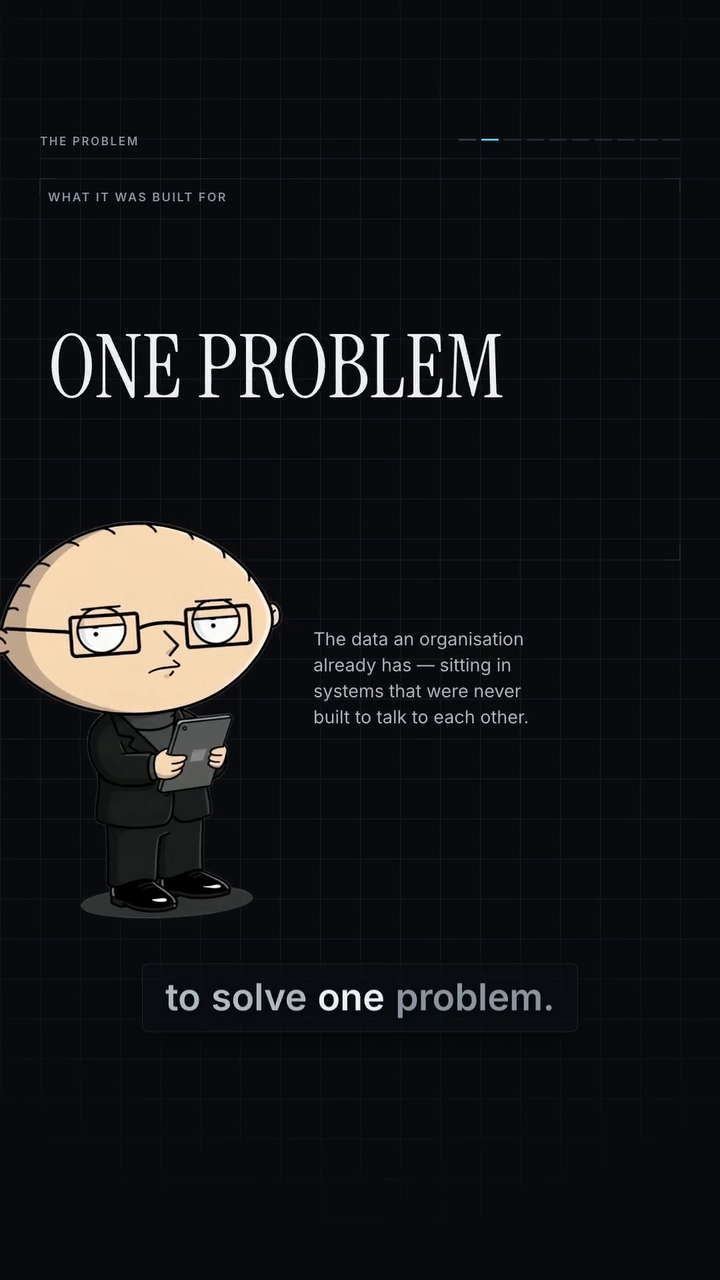 THE PROBLEM
WHAT IT WAS BUILT FOR
ONE PROBLEM
The data an organisation
already has — sitting in
systems that were never
built to talk to each other.
to solve one problem.